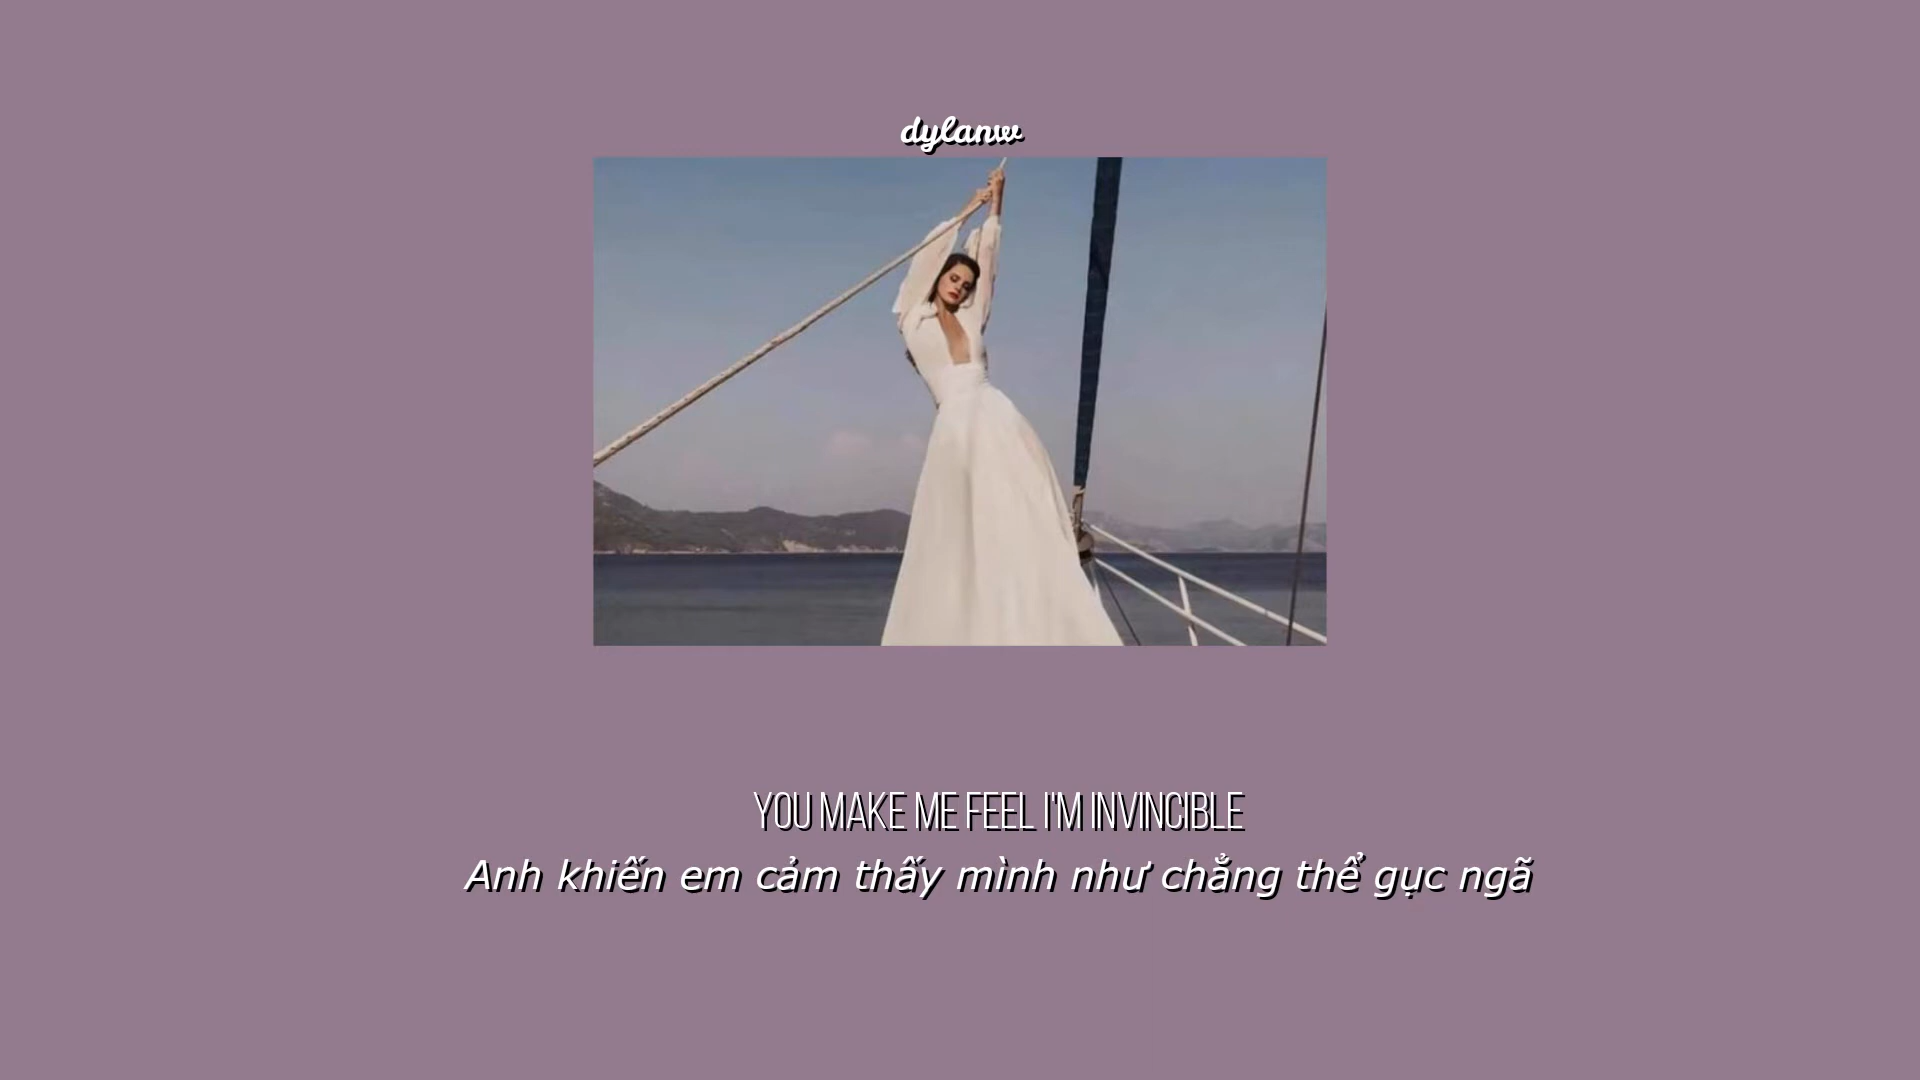 dylanw
YOU MAKE ME FEEL I'M INVINCIBLE
Anh khiến em cảm thấy mình như chẳng thể gục ngã